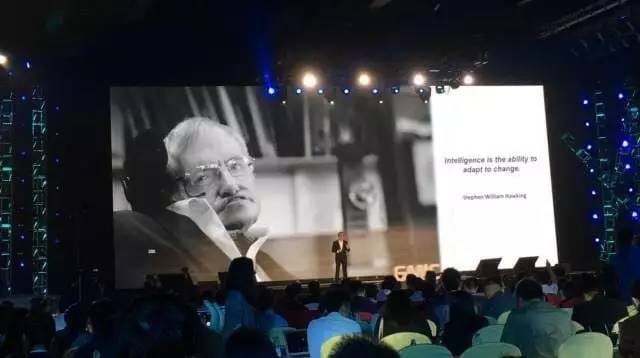 Intelligence is the ability to
adapt to change.
Stephen William Hawking